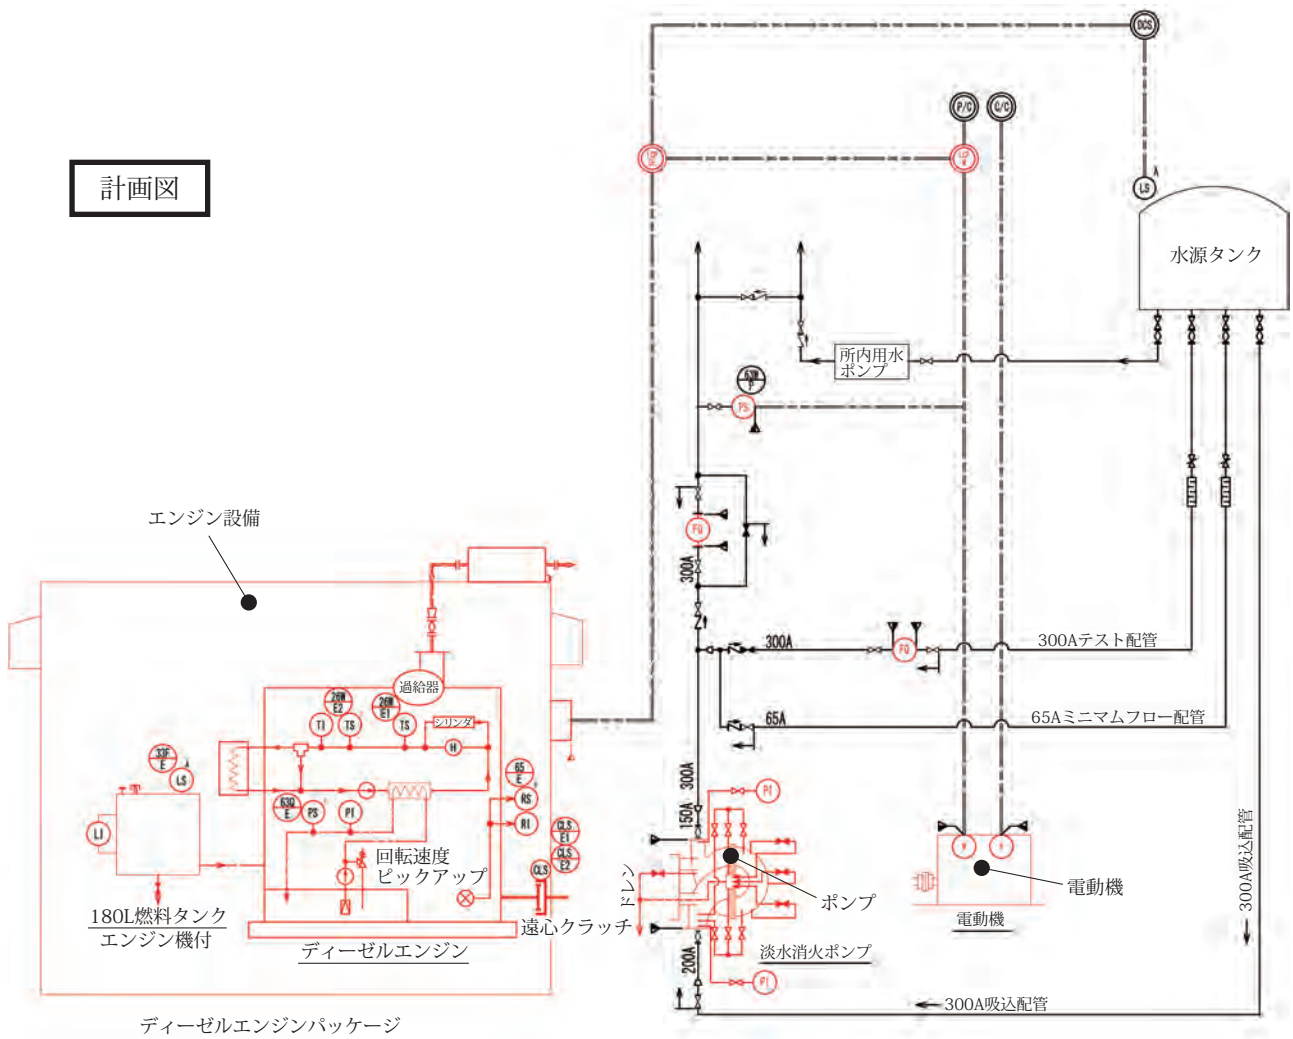 DCS
P/C
C/C
計画図
LS
A
水源タンク
所内用水
ポンプ
63W
PS
エンジン設備
FQ
300A
300A
FQ
300Aテスト配管
過給器
26W
E2
26W
E1
TI
TS
TS
シリンダ
H
65A
65Aミニマムフロー配管
33F
E
A
LS
65
E
RS
RI
63Q
E
PS
PI
300A
150A
PI
LI
CLS
E1
CLS
E2
CLS
回転速度
ピックアップ
ドレン
ポンプ
M
電動機
電動機
300A吸込配管
180L燃料タンク
エンジン機付
遠心クラッチ
ディーゼルエンジン
淡水消火ポンプ
200A
PI
300A吸込配管
ディーゼルエンジンパッケージ